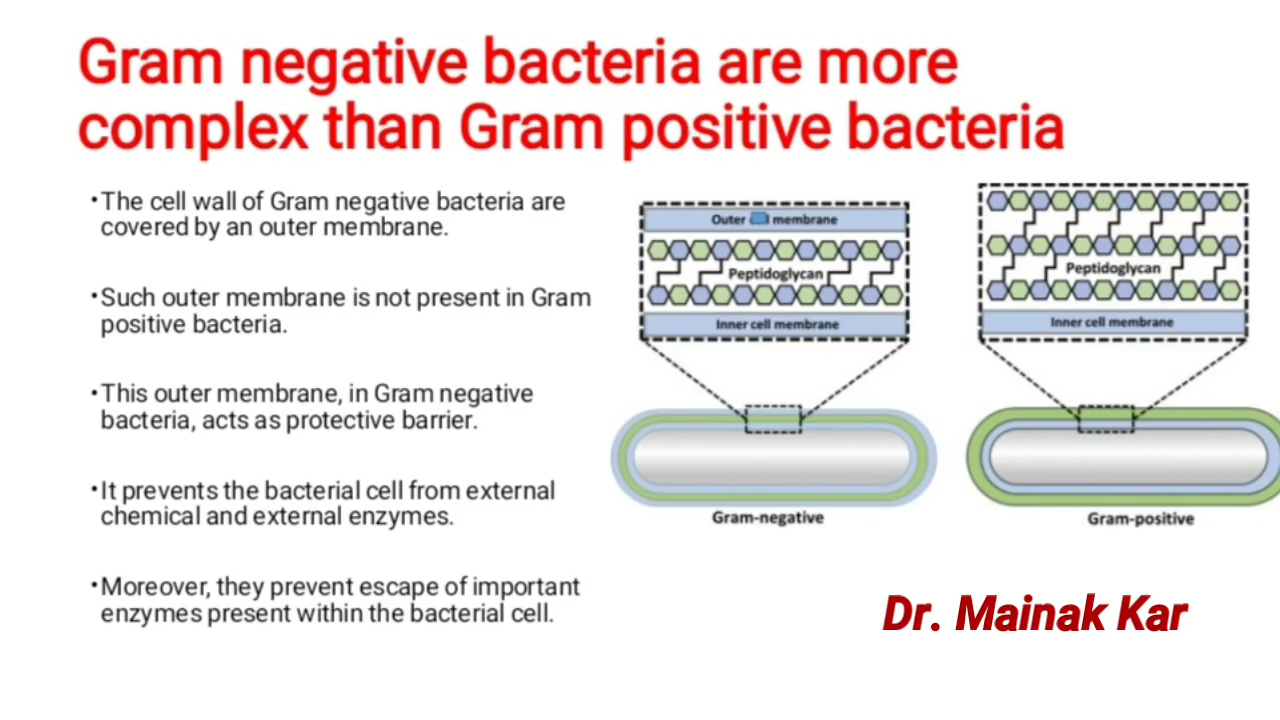 Gram negative bacteria are more
complex than Gram positive bacteria
•The cell wall of Gram negative bacteria are
covered by an outer membrane.
•Such outer membrane is not present in Gram
positive bacteria.
•This outer membrane, in Gram negative
bacteria, acts as protective barrier.
•It prevents the bacterial cell from external
chemical and external enzymes.
•Moreover, they prevent escape of important
enzymes present within the bacterial cell.
Outer membrane
Peptidoglycan
Inner cell membrane
Gram-negative
Peptidoglycan
Inner cell membrane
Gram-positive
Dr. Mainak Kar